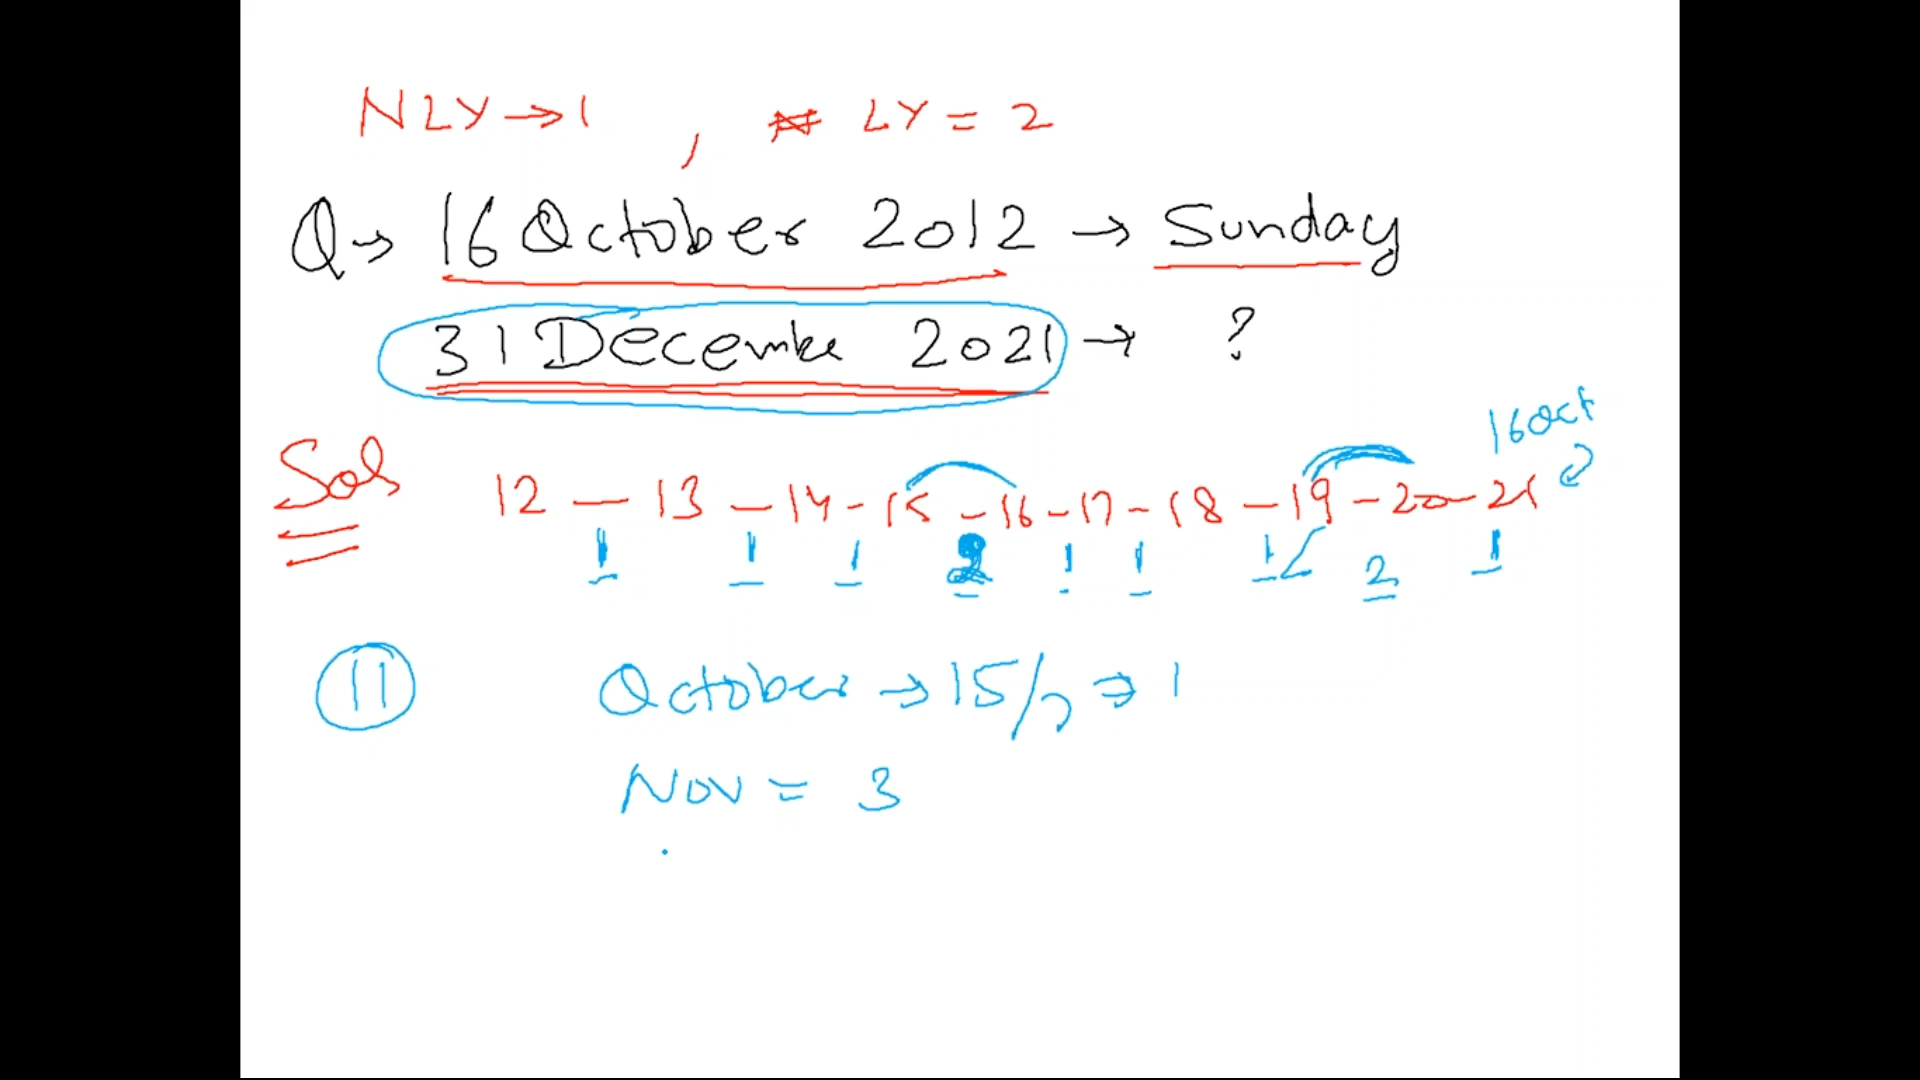 NLY → 1 , LY = 2
Q → 16 October 2012 → Sunday
31 Decembe 2021 → ?
16 Oct
Sol 12 — 13 — 14 - 15 - 16 - 17 - 18 - 19 - 20 - 21
1 1 1 2 1 1 1 2 1
11 October → 15/7 → 1
Nov = 3